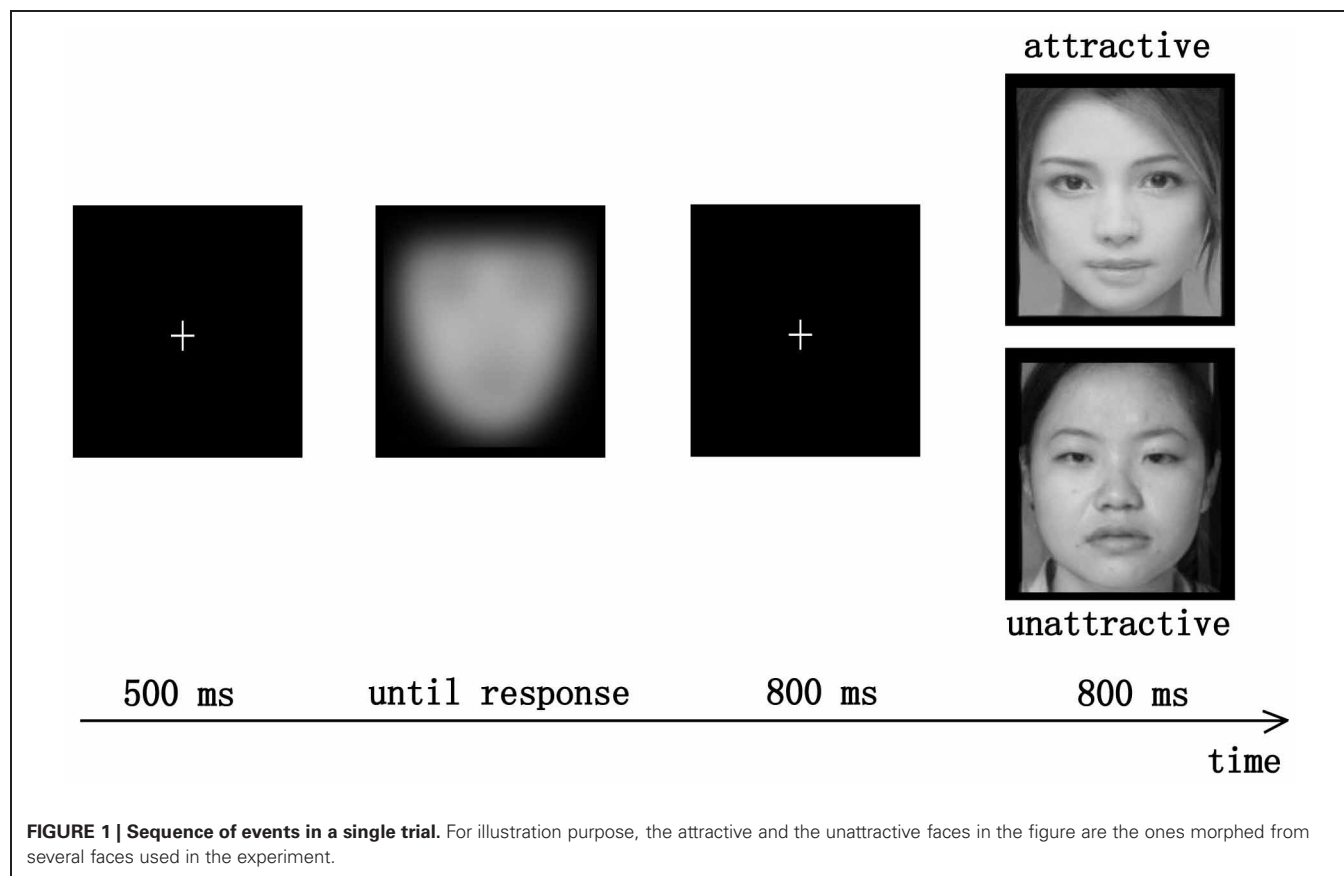 attractive
unattractive
500 ms until response 800 ms 800 ms
time
FIGURE 1 | Sequence of events in a single trial. For illustration purpose, the attractive and the unattractive faces in the figure are the ones morphed from
several faces used in the experiment.